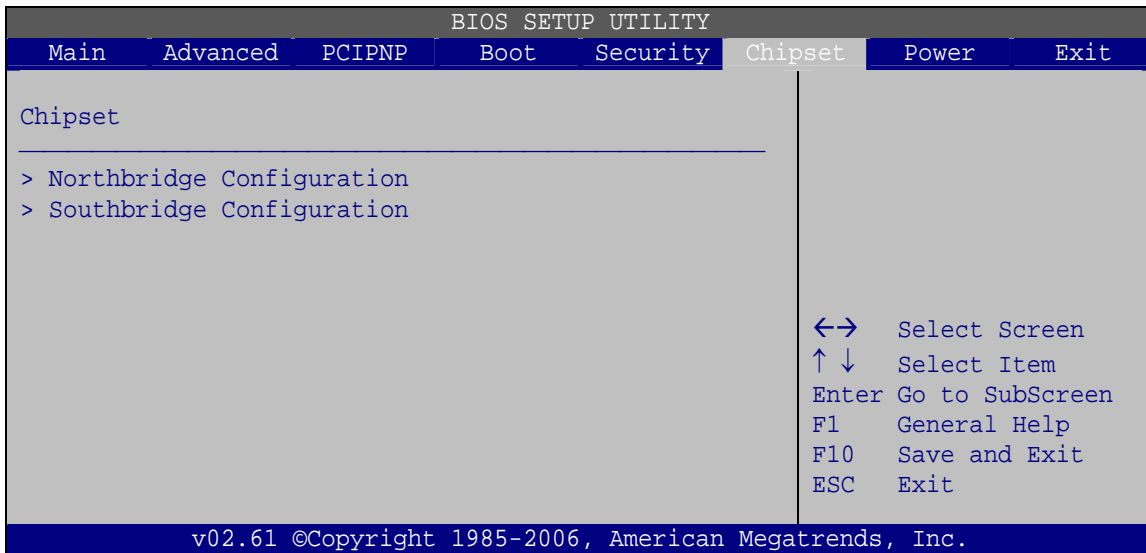 BIOS SETUP UTILITY
Main Advanced PCIPNP Boot Security Chipset Power Exit
Chipset
> Northbridge Configuration
> Southbridge Configuration
←→ Select Screen
↑ ↓ Select Item
Enter Go to SubScreen
F1 General Help
F10 Save and Exit
ESC Exit
v02.61 ©Copyright 1985-2006, American Megatrends, Inc.